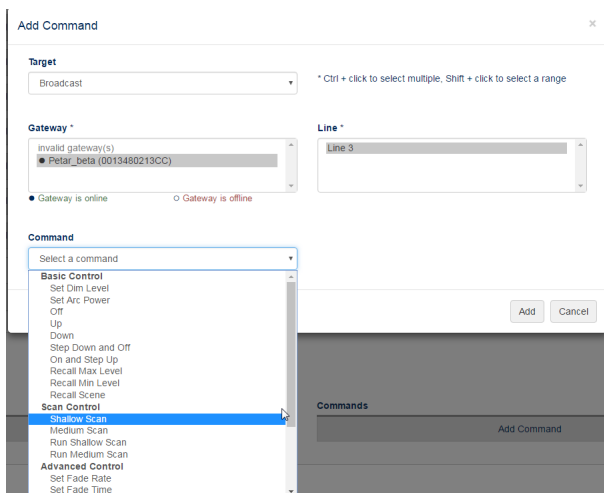 Add Command
×
Target
Broadcast
* Ctrl + click to select multiple, Shift + click to select a range
Gateway *
Line *
invalid gateway(s)
Petar_beta (0013480213CC)
Line 3
Gateway is online
Gateway is offline
Command
Select a command
Basic Control
Set Dim Level
Set Arc Power
Off
Up
Down
Step Down and Off
On and Step Up
Recall Max Level
Recall Min Level
Recall Scene
Scan Control
Shallow Scan
Medium Scan
Run Shallow Scan
Run Medium Scan
Advanced Control
Set Fade Rate
Set Fade Time
Add
Cancel
Commands
Add Command